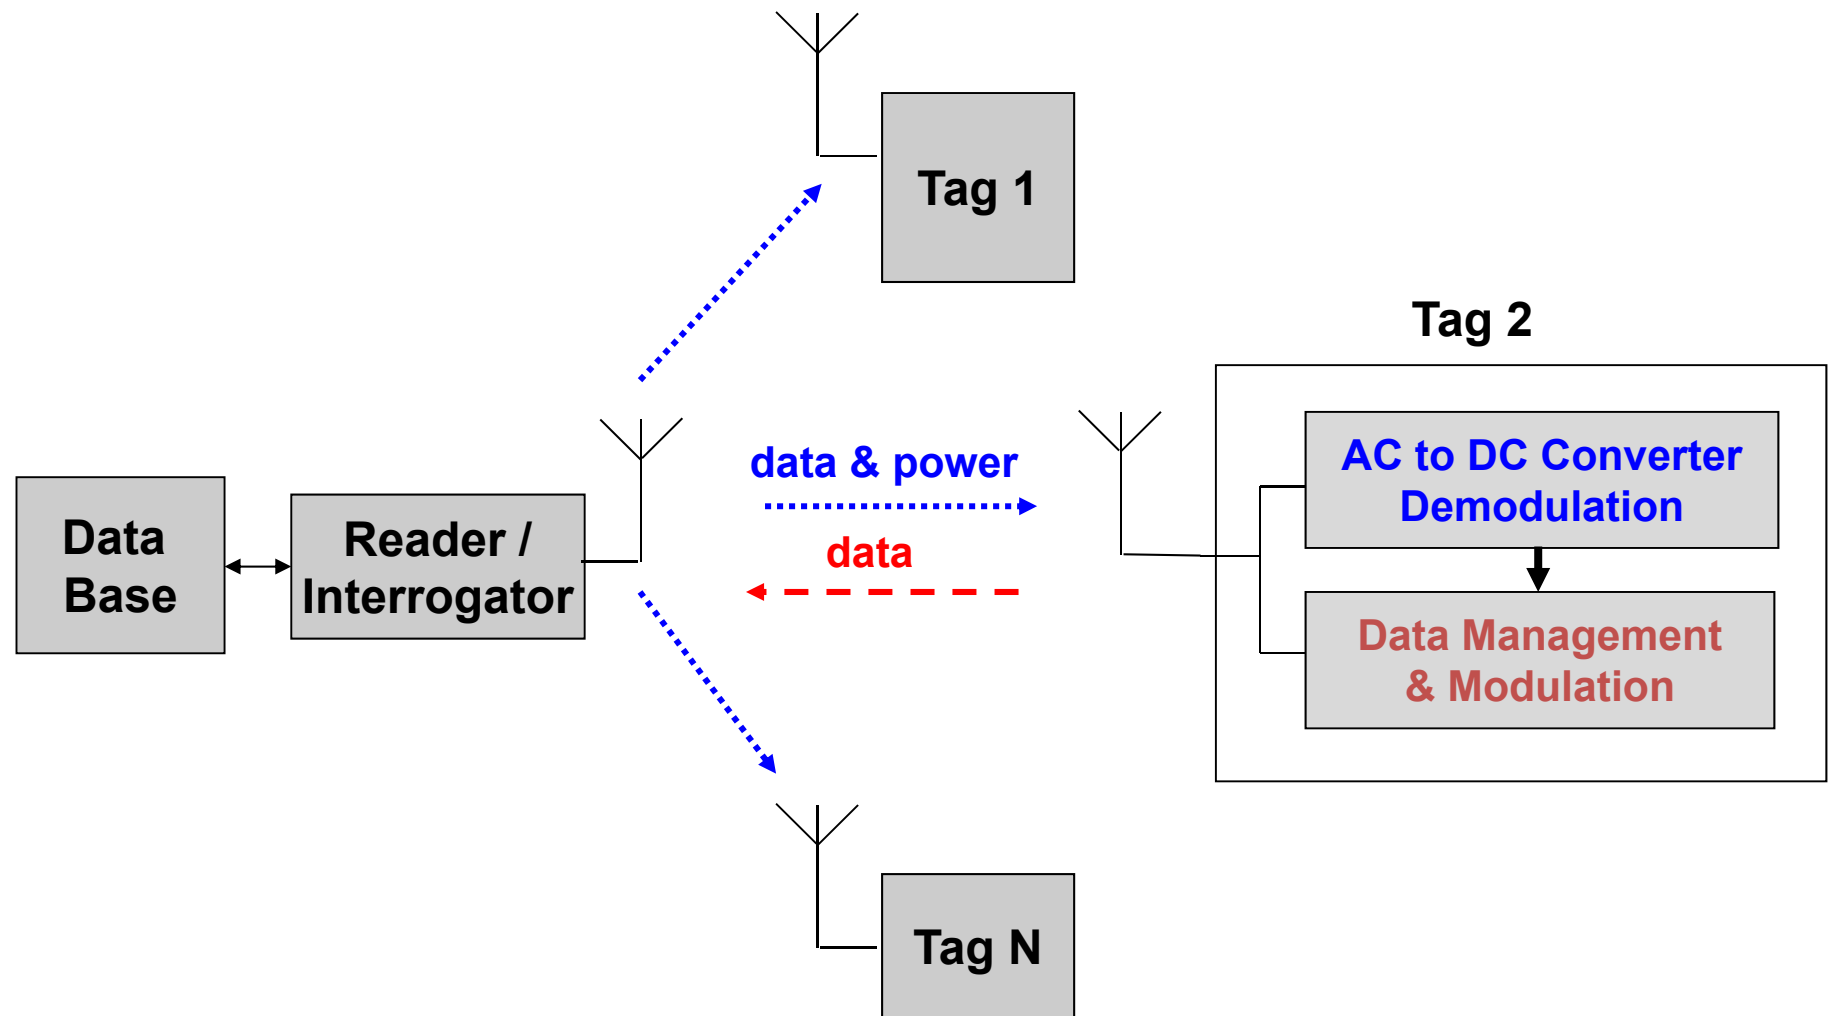 Tag 1
Tag 2
data & power
AC to DC Converter
Demodulation
Data
Base
Reader /
Interrogator
data
Data Management
& Modulation
Tag N